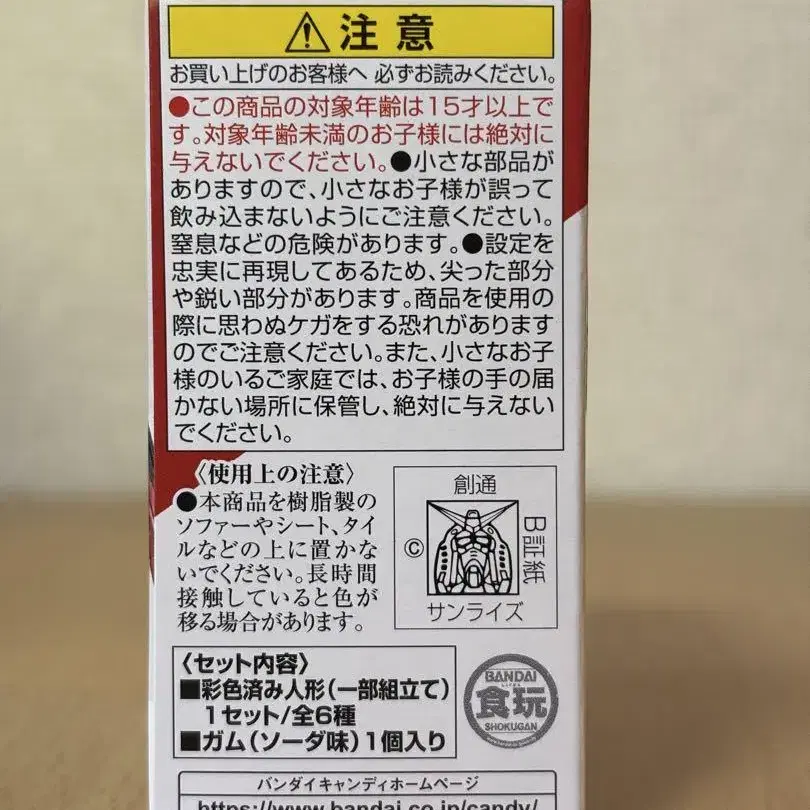 注意
お買い上げのお客様へ 必ずお読みください。
●この商品の対象年齢は15才以上で
す。対象年齢未満のお子様には絶対に
与えないでください。●小さな部品が
ありますので、小さなお子様が誤って
飲み込まないようにご注意ください。
窒息などの危険があります。●設定を
忠実に再現してあるため、尖った部分
や鋭い部分があります。商品を使用の
際に思わぬケガをする恐れがあります
のでご注意ください。また、小さなお子
様のいるご家庭では、お子様の手の届
かない場所に保管し、絶対に与えない
でください。
〈使用上の注意〉
●本商品を樹脂製の
ソファーやシート、タイ
ルなどの上に置かな
いでください。長時間
接触していると色が
移る場合があります。
創通
©
B証紙
サンライズ
〈セット内容〉
■彩色済み人形(一部組立て)
1セット/全6種
■ガム(ソーダ味)1個入り
BANDAI
食玩
SHOKUGAN
バンダイキャンディホームページ
https://www.bandai.co.jp/candy/